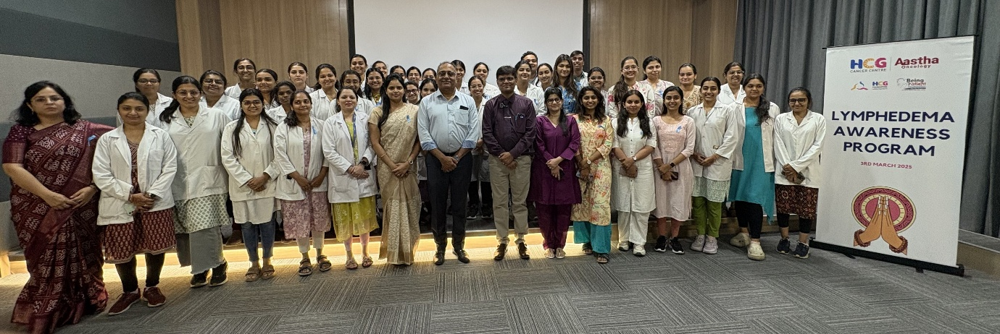 HCG Aastha
CANCER CENTRE Oncology
HCG Being
Patient
LYMPHEDEMA
AWARENESS
PROGRAM
3RD MARCH 2025